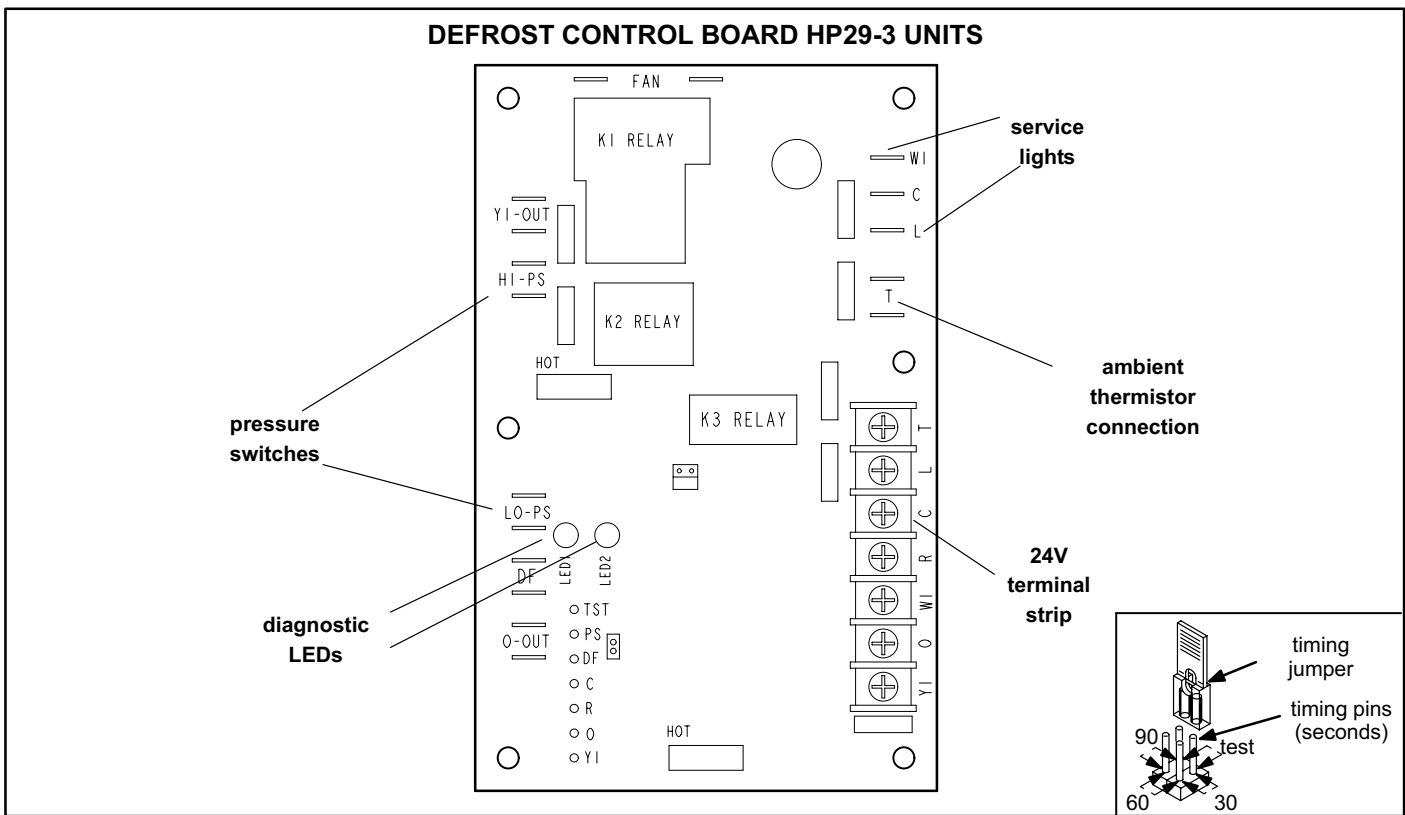 DEFROST CONTROL BOARD HP29-3 UNITS
FAN
K1 RELAY
service
lights
W1
C
L
Y1-OUT
HI-PS
T
K2 RELAY
HOT
ambient
thermistor
connection
pressure
switches
K3 RELAY
T
L
C
R
W1
O
Y1
LO-PS
LED1
LED2
DF
24V
terminal
strip
diagnostic
LEDs
O-OUT
TST
PS
DF
C
R
O
Y1
HOT
timing
jumper
timing pins
(seconds)
90
test
60
30